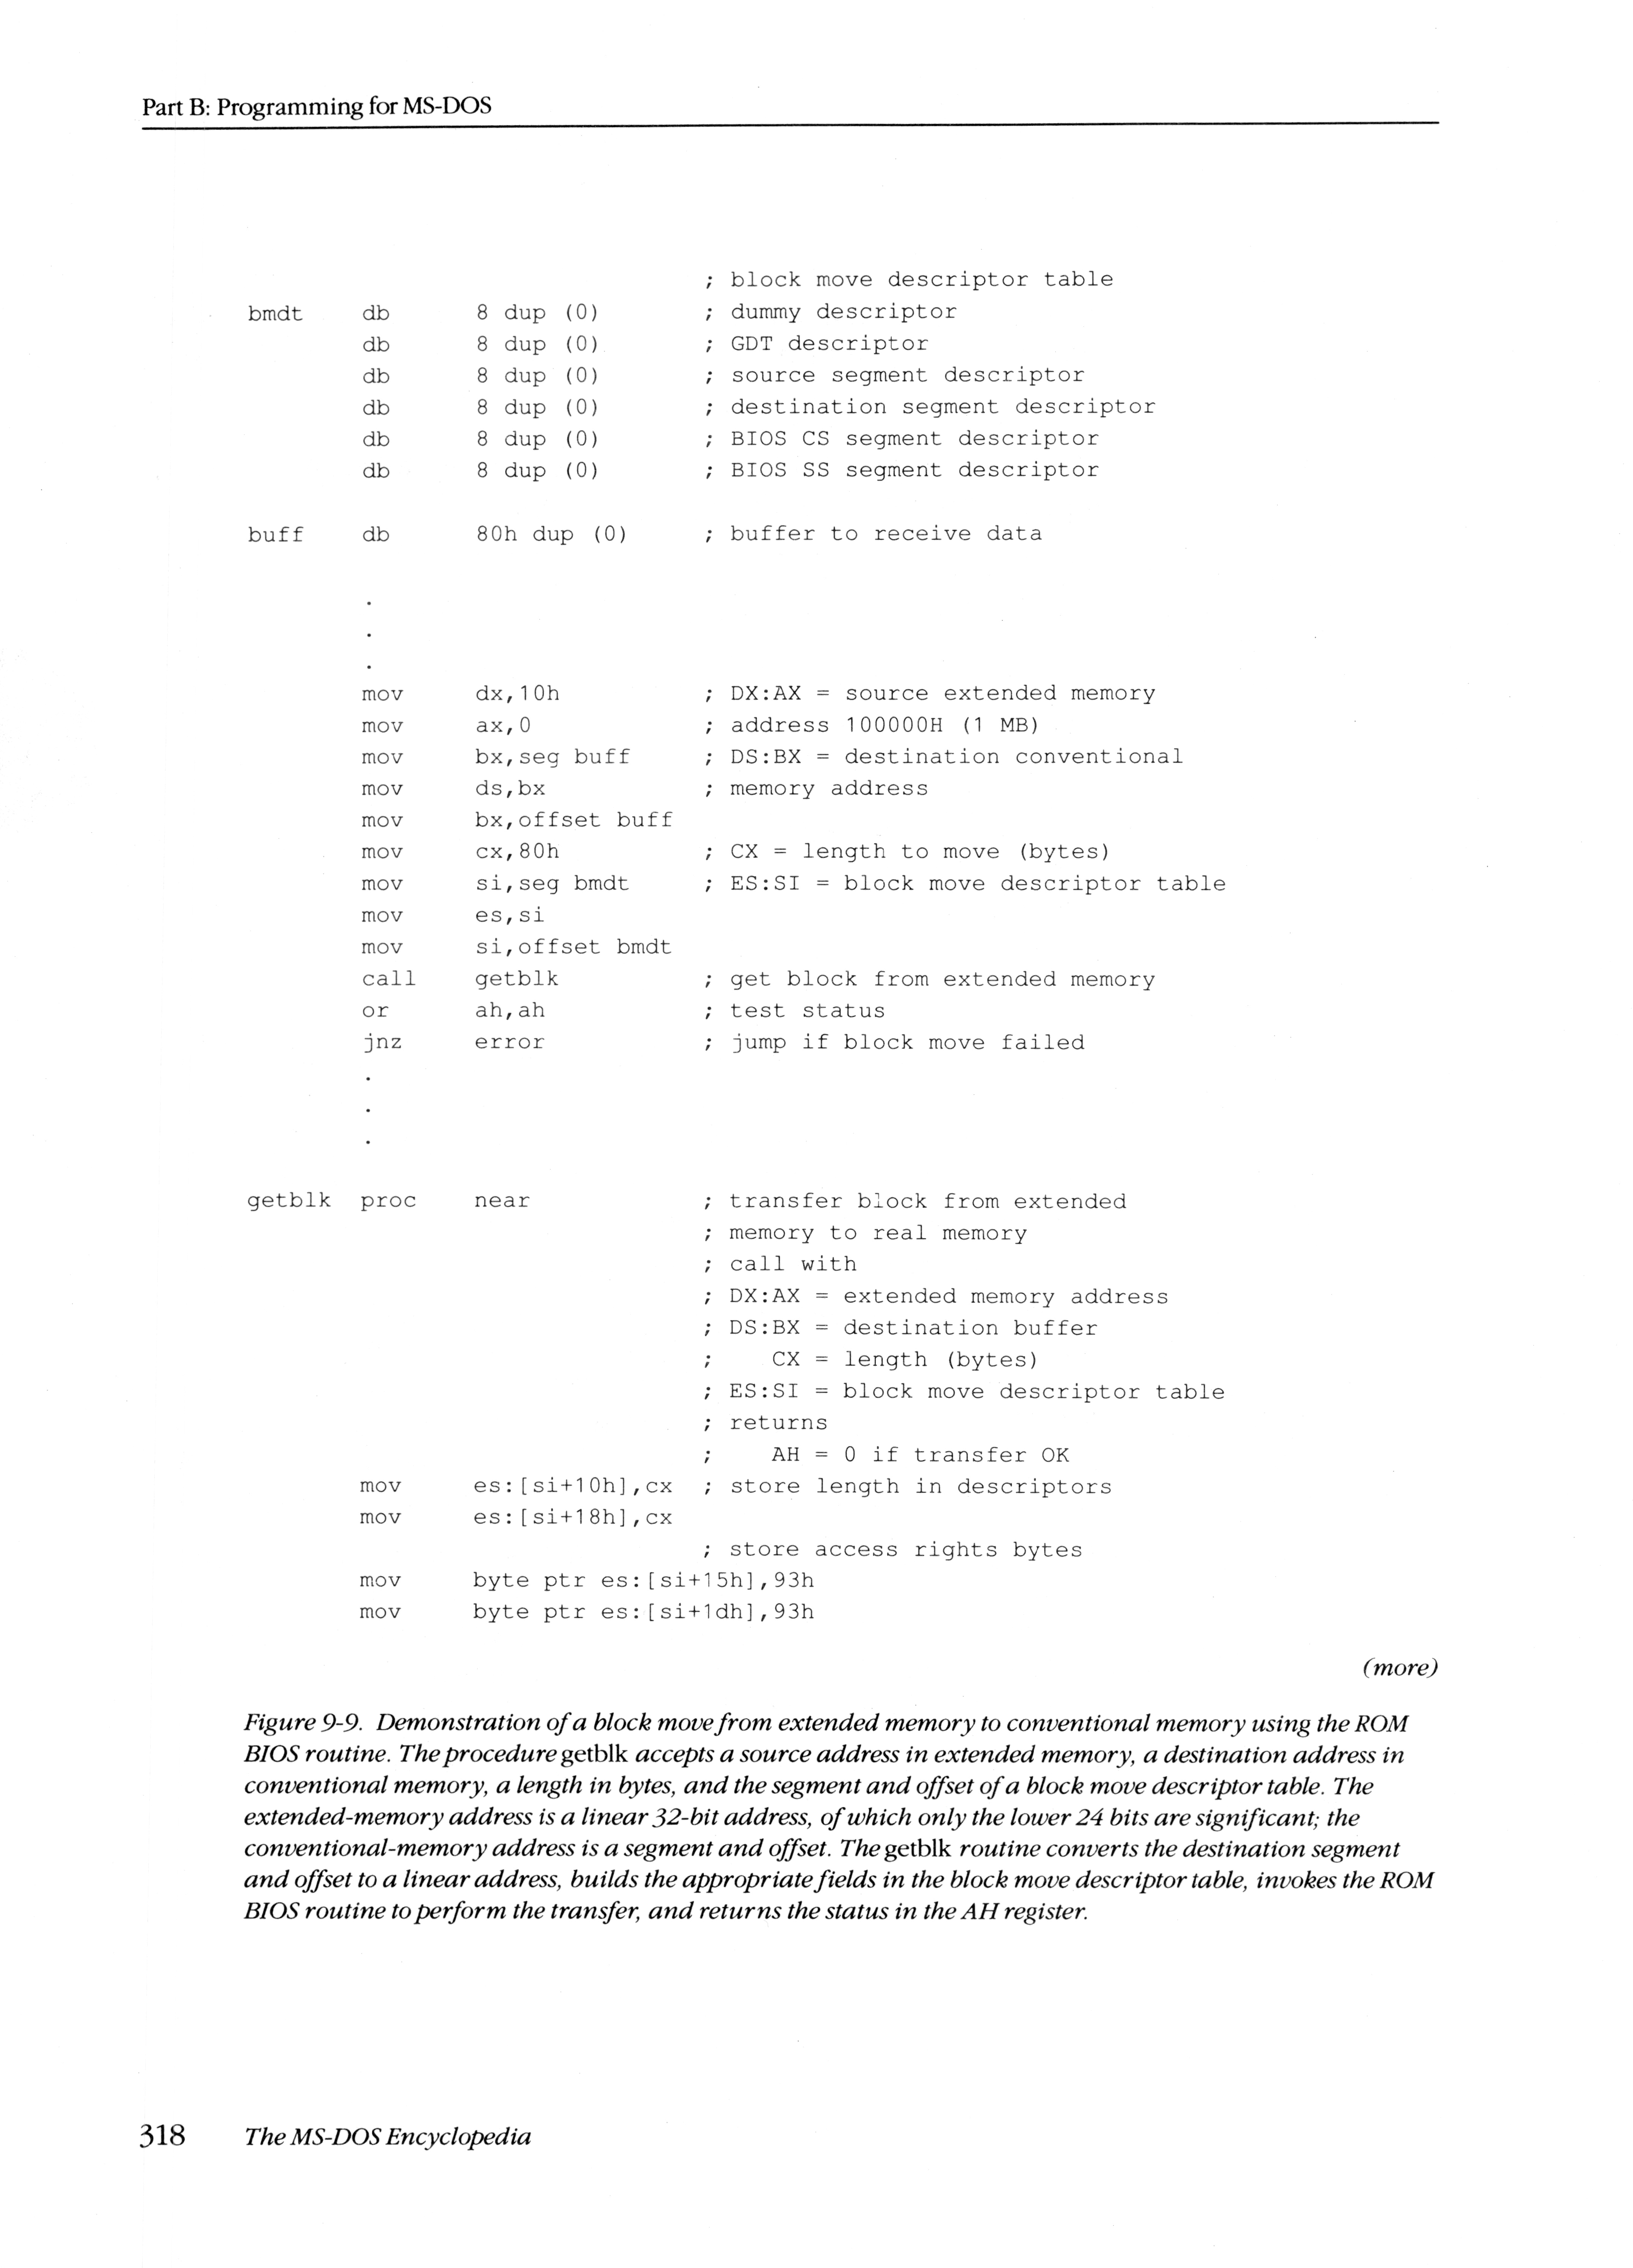 Part B: Programming for MS-DOS
; block move descriptor table
bmdt db 8 dup (0) ; dummy descriptor
db 8 dup (0) ; GDT descriptor
db 8 dup (0) ; source segment descriptor
db 8 dup (0) ; destination segment descriptor
db 8 dup (0) ; BIOS CS segment descriptor
db 8 dup (0) ; BIOS SS segment descriptor
buff db 80h dup (0) ; buffer to receive data
.
.
.
mov dx,10h ; DX:AX = source extended memory
mov ax,0 ; address 100000H (1 MB)
mov bx,seg buff ; DS:BX = destination conventional
mov ds,bx ; memory address
mov bx,offset buff
mov cx,80h ; CX = length to move (bytes)
mov si,seg bmdt ; ES:SI = block move descriptor table
mov es,si
mov si,offset bmdt
call getblk ; get block from extended memory
or ah,ah ; test status
jnz error ; jump if block move failed
.
.
.
getblk proc near ; transfer block from extended
; memory to real memory
; call with
; DX:AX = extended memory address
; DS:BX = destination buffer
; CX = length (bytes)
; ES:SI = block move descriptor table
; returns
; AH = 0 if transfer OK
mov es:[si+10h],cx ; store length in descriptors
mov es:[si+18h],cx
; store access rights bytes
mov byte ptr es:[si+15h],93h
mov byte ptr es:[si+1dh],93h
(more)
Figure 9-9. Demonstration of a block move from extended memory to conventional memory using the ROM
BIOS routine. The procedure getblk accepts a source address in extended memory, a destination address in
conventional memory, a length in bytes, and the segment and offset of a block move descriptor table. The
extended-memory address is a linear 32-bit address, of which only the lower 24 bits are significant; the
conventional-memory address is a segment and offset. The getblk routine converts the destination segment
and offset to a linear address, builds the appropriate fields in the block move descriptor table, invokes the ROM
BIOS routine to perform the transfer, and returns the status in the AH register.
318 The MS-DOS Encyclopedia